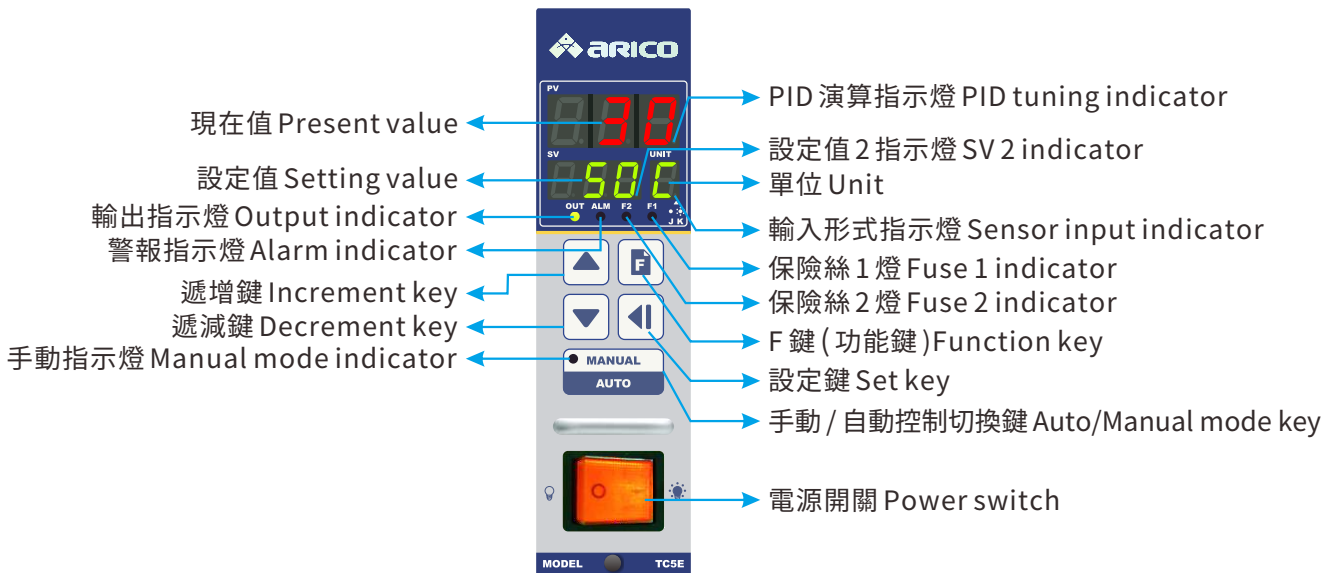 ARICO
PV
30
SV
UNIT
50C
OUT ALM F2 F1
J K
F
MANUAL
AUTO
MODEL
TC5E
現在值 Present value
設定值 Setting value
輸出指示燈 Output indicator
警報指示燈 Alarm indicator
遞增鍵 Increment key
遞減鍵 Decrement key
手動指示燈 Manual mode indicator
PID 演算指示燈 PID tuning indicator
設定值 2 指示燈 SV 2 indicator
單位 Unit
輸入形式指示燈 Sensor input indicator
保險絲 1 燈 Fuse 1 indicator
保險絲 2 燈 Fuse 2 indicator
F 鍵 ( 功能鍵 )Function key
設定鍵 Set key
手動 / 自動控制切換鍵 Auto/Manual mode key
電源開關 Power switch